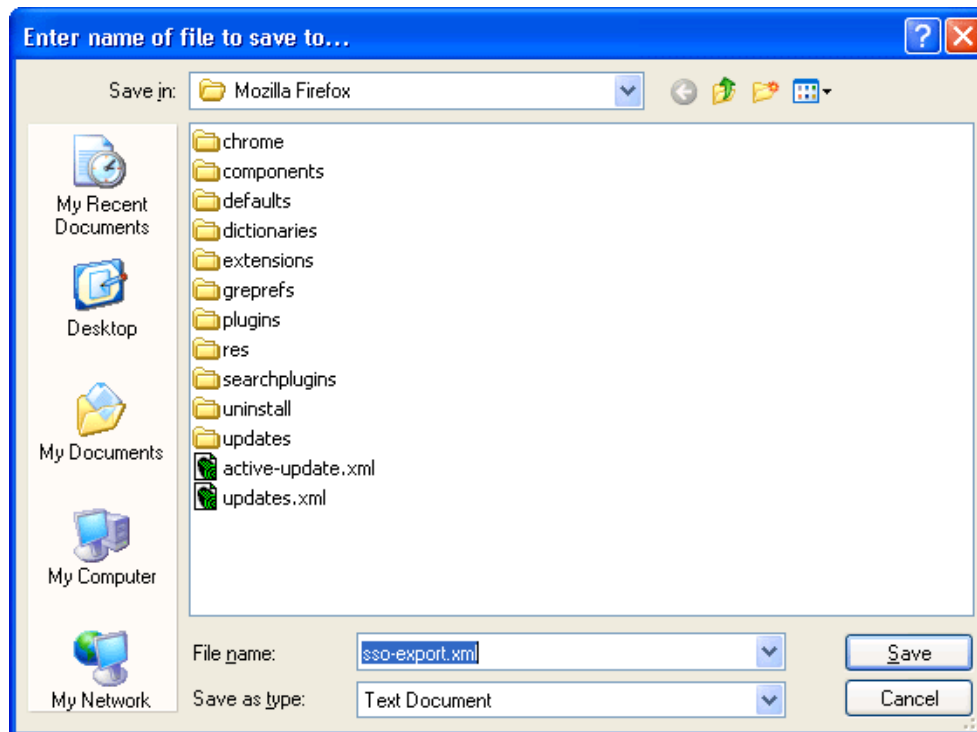 Enter name of file to save to...
Save in: Mozilla Firefox
My Recent
Documents
Desktop
My Documents
My Computer
My Network
chrome
components
defaults
dictionaries
extensions
greprefs
plugins
res
searchplugins
uninstall
updates
active-update.xml
updates.xml
File name: sso-export.xml Save
Save as type: Text Document Cancel